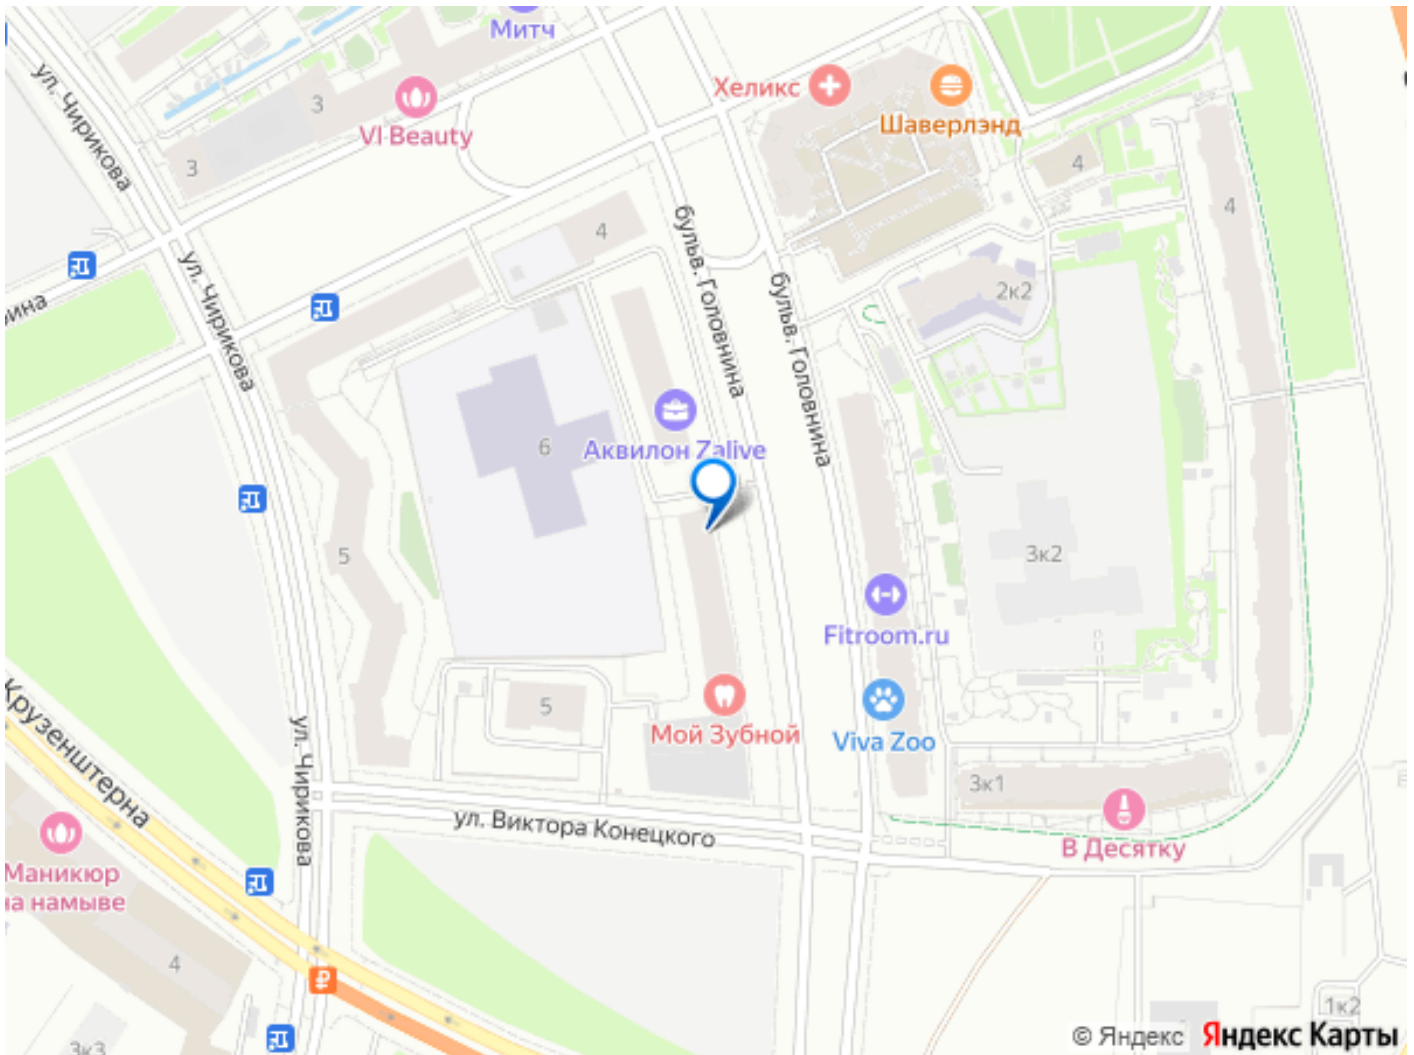 Митч
ул. Чирикова
3
VI Beauty
3
Хеликс
Шаверлэнд
4
4
4
бульв. Головнина
ул. Чирикова
бульв. Головнина
2к2
Аквилон Zalive
6
5
3к2
Fitroom.ru
5
Мой Зубной
Viva Zoo
Крузенштерна
ул. Чирикова
3к1
ул. Виктора Конецкого
В Десятку
Маникюр
на намыве
4
1к2
3к3
© Яндекс Яндекс Карты